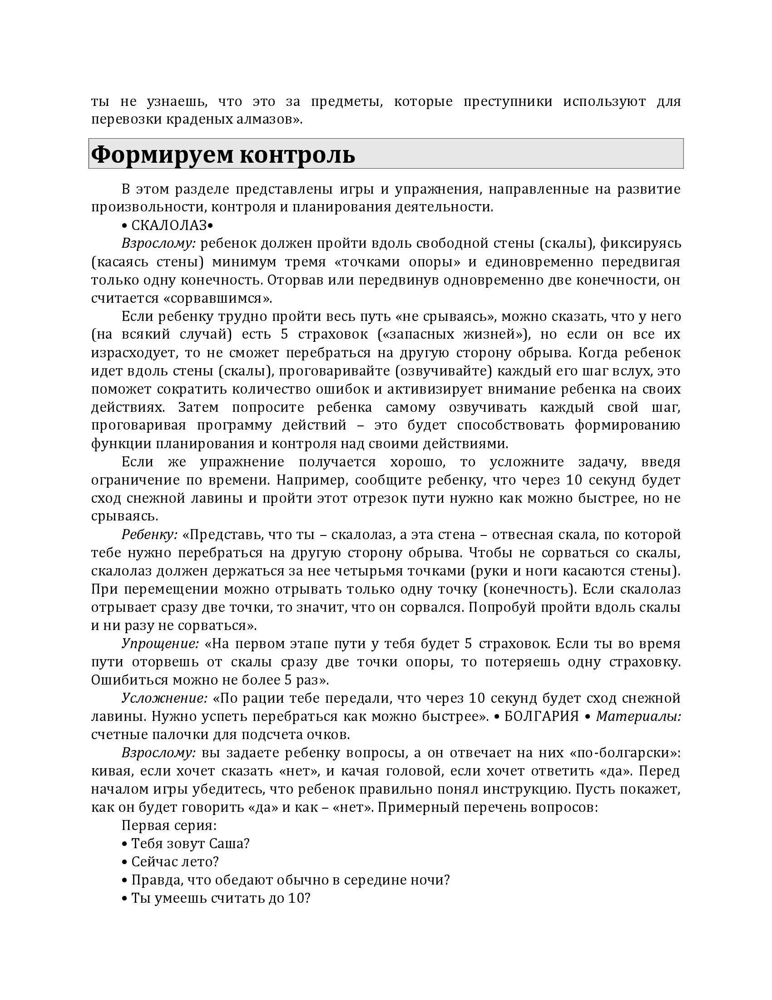 ты не узнаешь, что это за предметы, которые преступники используют для
перевозки краденых алмазов».
Формируем контроль
В этом разделе представлены игры и упражнения, направленные на развитие
произвольности, контроля и планирования деятельности.
• СКАЛОЛАЗ•
Взрослому: ребенок должен пройти вдоль свободной стены (скалы), фиксируясь
(касаясь стены) минимум тремя «точками опоры» и единовременно передвигая
только одну конечность. Оторвав или передвинув одновременно две конечности, он
считается «сорвавшимся».
Если ребенку трудно пройти весь путь «не срываясь», можно сказать, что у него
(на всякий случай) есть 5 страховок («запасных жизней»), но если он все их
израсходует, то не сможет перебраться на другую сторону обрыва. Когда ребенок
идет вдоль стены (скалы), проговаривайте (озвучивайте) каждый его шаг вслух, это
поможет сократить количество ошибок и активизирует внимание ребенка на своих
действиях. Затем попросите ребенка самому озвучивать каждый свой шаг,
проговаривая программу действий – это будет способствовать формированию
функции планирования и контроля над своими действиями.
Если же упражнение получается хорошо, то усложните задачу, введя
ограничение по времени. Например, сообщите ребенку, что через 10 секунд будет
сход снежной лавины и пройти этот отрезок пути нужно как можно быстрее, но не
срываясь.
Ребенку: «Представь, что ты – скалолаз, а эта стена – отвесная скала, по которой
тебе нужно перебраться на другую сторону обрыва. Чтобы не сорваться со скалы,
скалолаз должен держаться за нее четырьмя точками (руки и ноги касаются стены).
При перемещении можно отрывать только одну точку (конечность). Если скалолаз
отрывает сразу две точки, то значит, что он сорвался. Попробуй пройти вдоль скалы
и ни разу не сорваться».
Упрощение: «На первом этапе пути у тебя будет 5 страховок. Если ты во время
пути оторвешь от скалы сразу две точки опоры, то потеряешь одну страховку.
Ошибиться можно не более 5 раз».
Усложнение: «По рации тебе передали, что через 10 секунд будет сход снежной
лавины. Нужно успеть перебраться как можно быстрее». • БОЛГАРИЯ • Материалы:
счетные палочки для подсчета очков.
Взрослому: вы задаете ребенку вопросы, а он отвечает на них «по-болгарски»:
кивая, если хочет сказать «нет», и качая головой, если хочет ответить «да». Перед
началом игры убедитесь, что ребенок правильно понял инструкцию. Пусть покажет,
как он будет говорить «да» и как – «нет». Примерный перечень вопросов:
Первая серия:
• Тебя зовут Саша?
• Сейчас лето?
• Правда, что обедают обычно в середине ночи?
• Ты умеешь считать до 10?